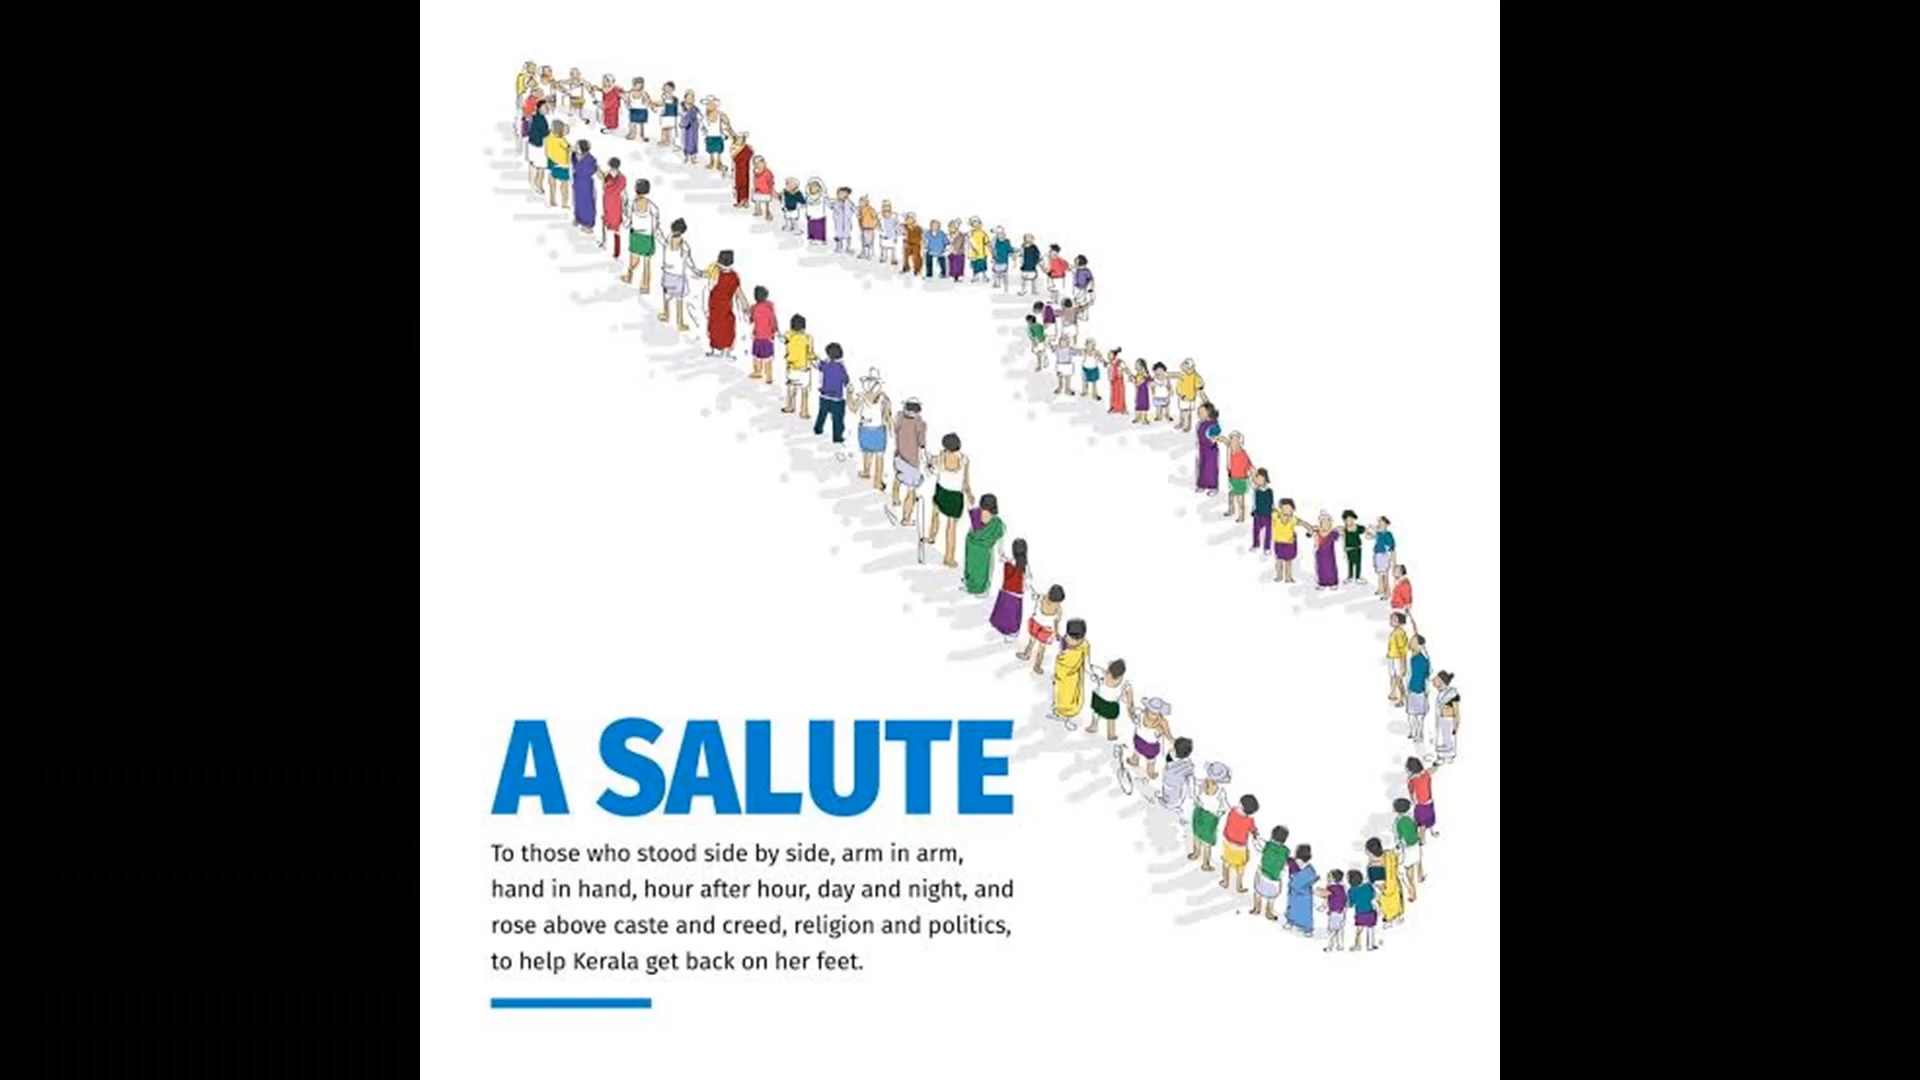 A SALUTE
To those who stood side by side, arm in arm,
hand in hand, hour after hour, day and night, and
rose above caste and creed, religion and politics,
to help Kerala get back on her feet.